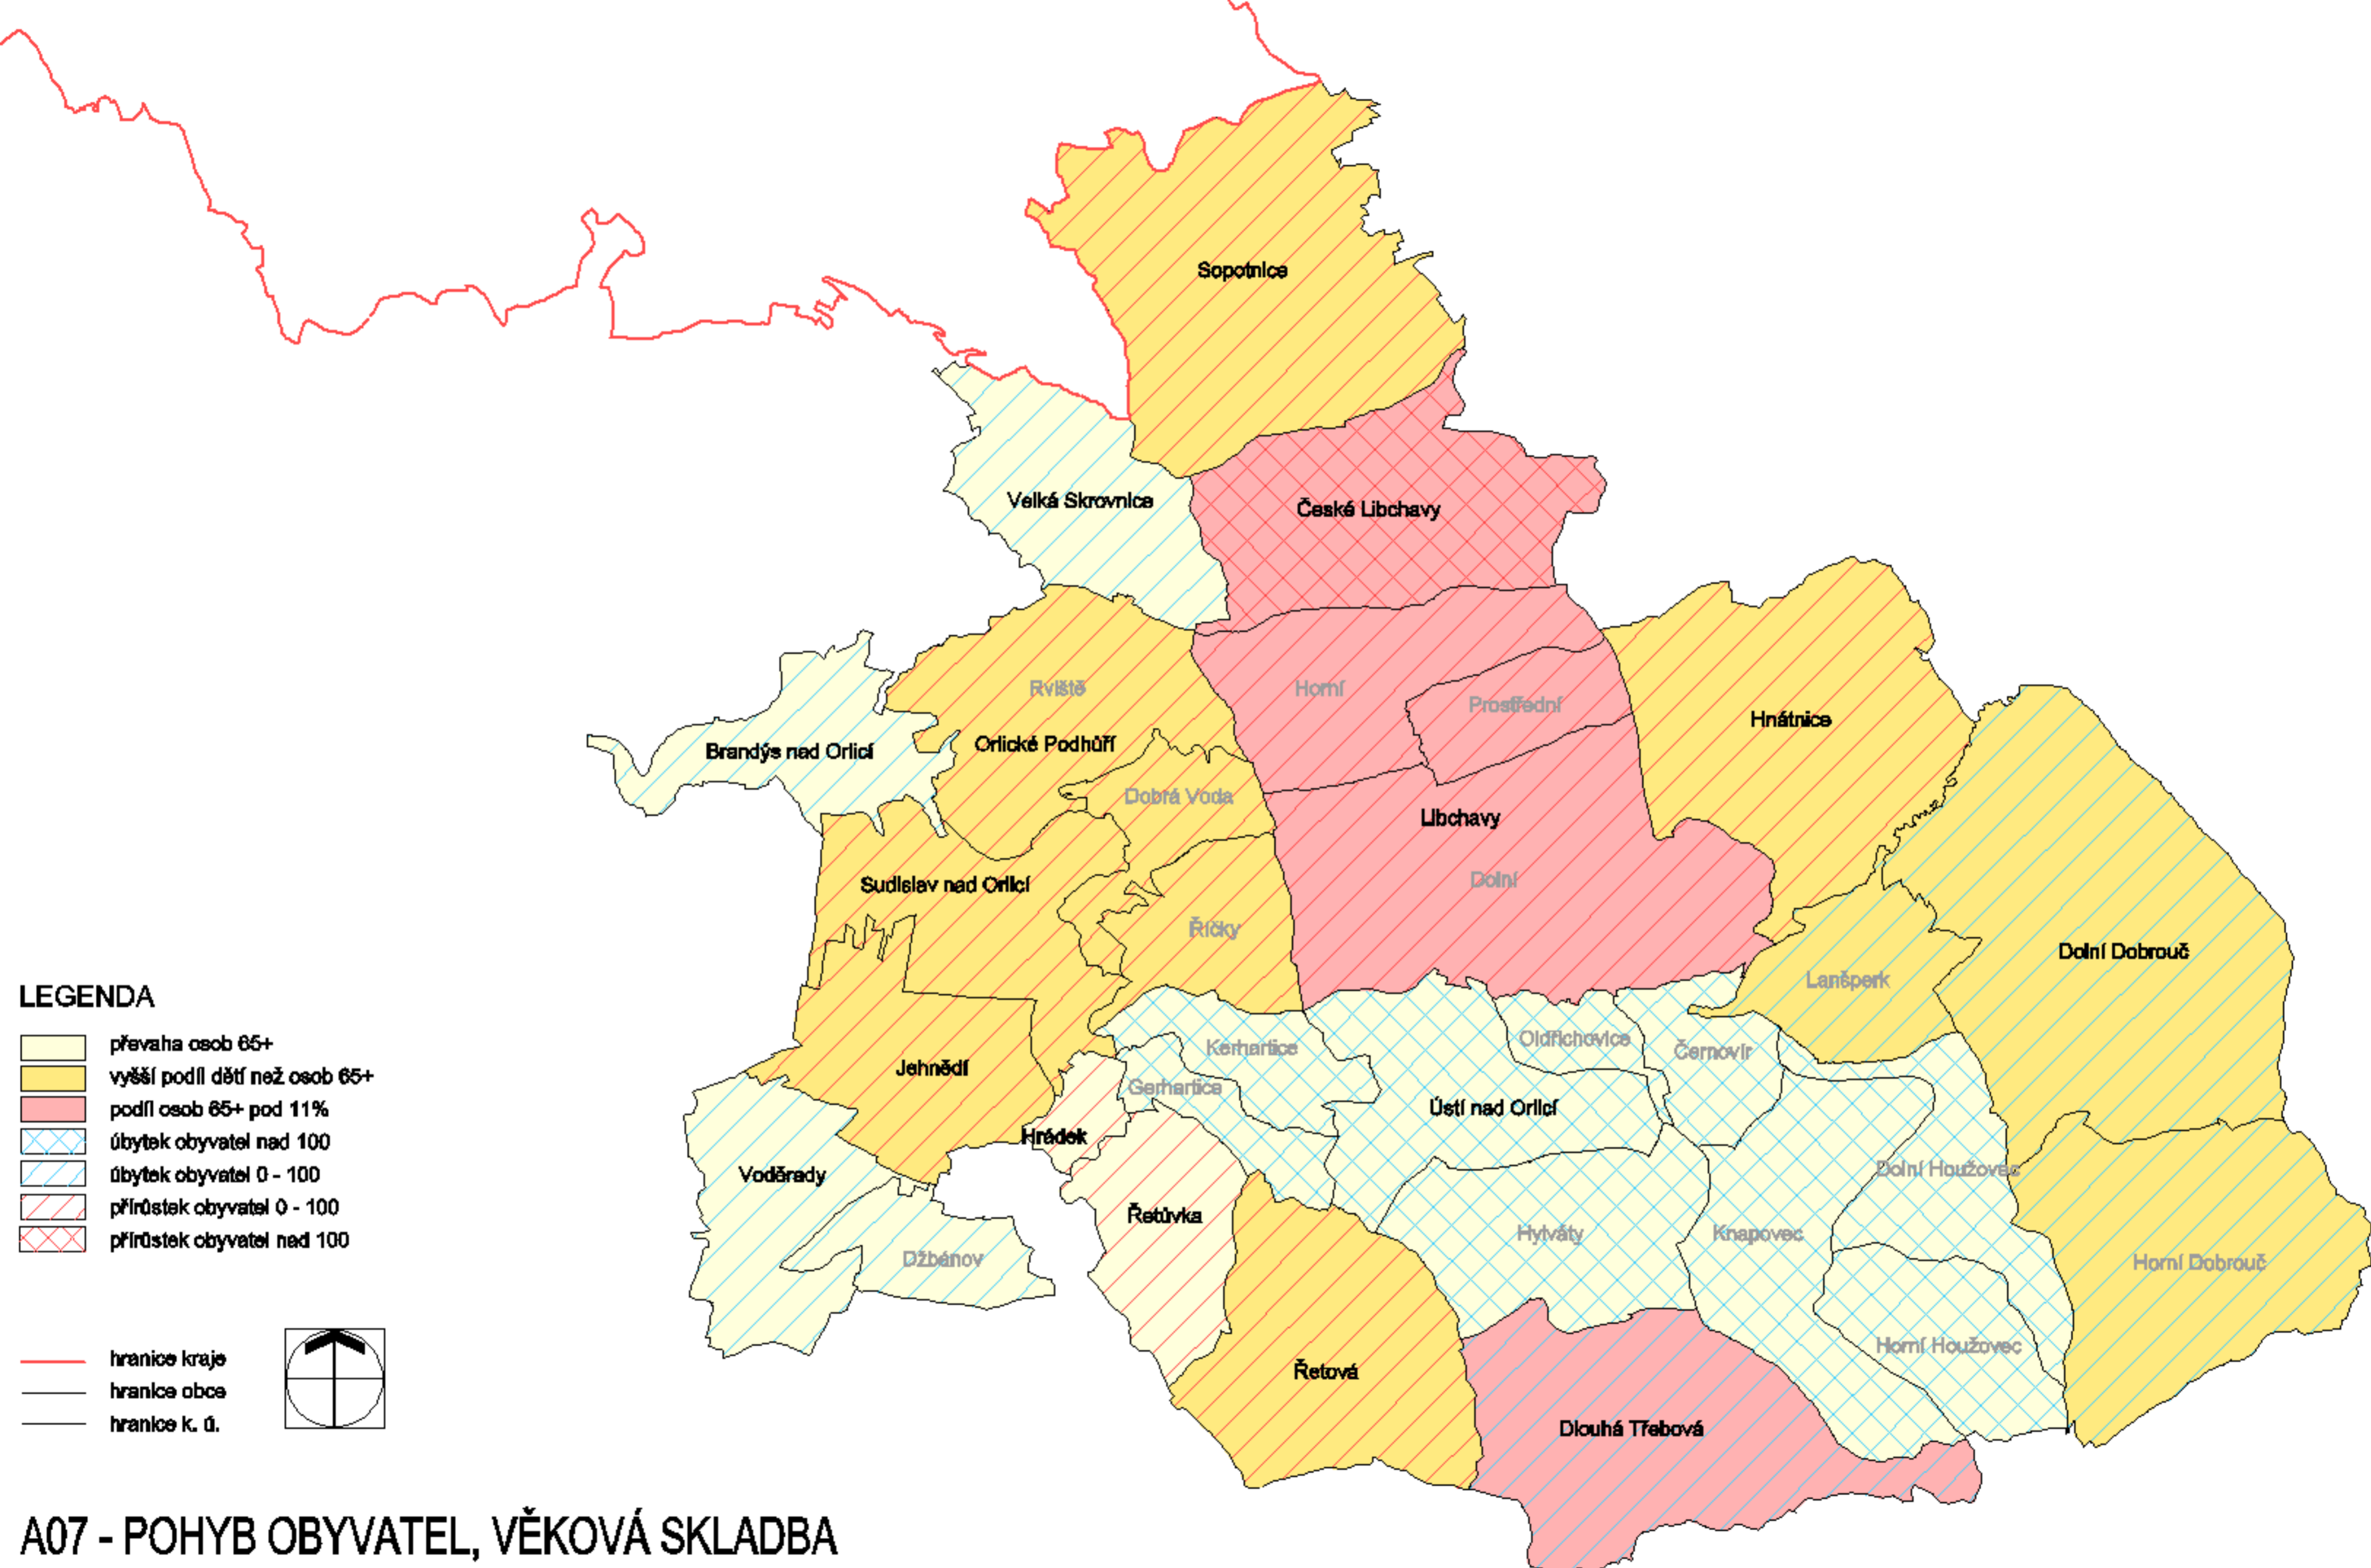 Sopotnice
Velká Skrovnice
České Libchavy
Rviště
Horní
Prostřední
Hnátnice
Brandýs nad Orlicí
Orlické Podhůří
Dobrá Voda
Libchavy
Sudislav nad Orlicí
Dolní
Říčky
Dolní Dobrouč
Lanšperk
Kerhartice
Oldřichovice
Černovír
Jehnědí
Gerhartice
Ústí nad Orlicí
Hrádek
Voděrady
Dolní Houžovec
Řetůvka
Hylváty
Knapovec
Džbánov
Horní Dobrouč
Horní Houžovec
Řetová
Dlouhá Třebová
LEGENDA
převaha osob 65+
vyšší podíl dětí než osob 65+
podíl osob 65+ pod 11%
úbytek obyvatel nad 100
úbytek obyvatel 0 - 100
přírůstek obyvatel 0 - 100
přírůstek obyvatel nad 100
hranice kraje
hranice obce
hranice k. ú.
A07 - POHYB OBYVATEL, VĚKOVÁ SKLADBA